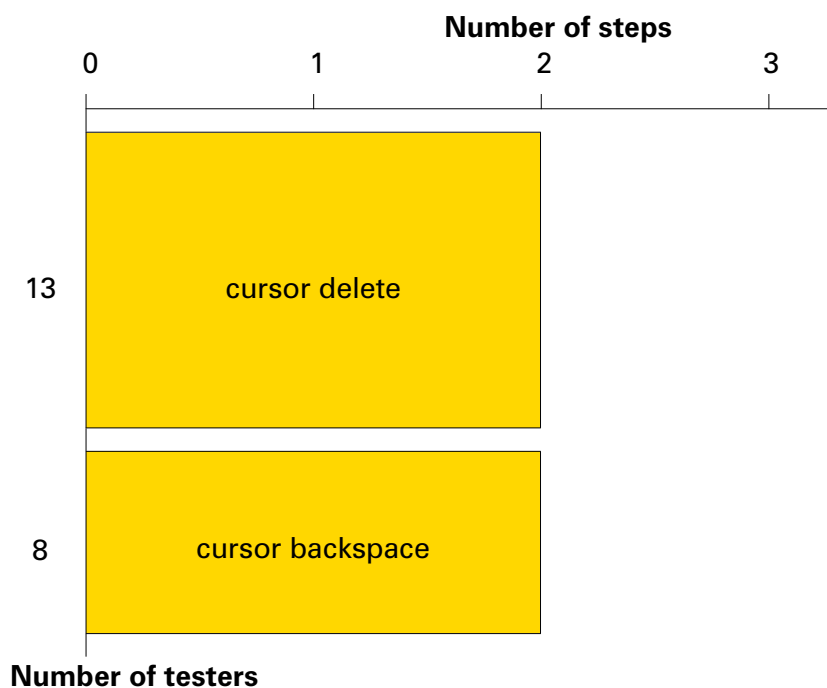 Number of steps
0 1 2 3
13 cursor delete
8 cursor backspace
Number of testers